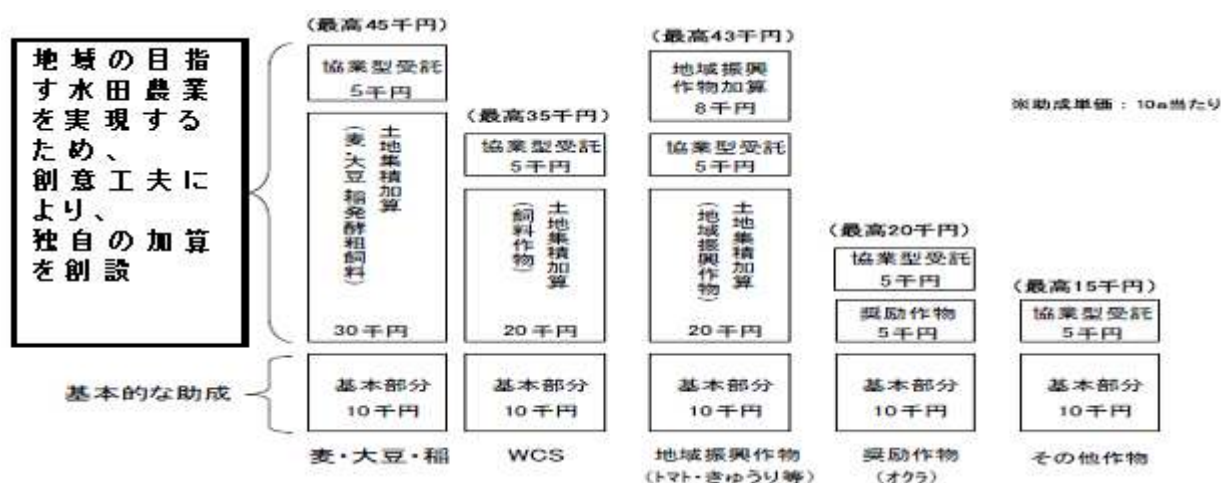 地域の目指
す水田農業
を実現する
ため、
創意工夫に
より、
独自の加算
を創設
基本的な助成
(最高45千円)
協業型受託
5千円
土地集積加算
(麦・大豆・稲発酵粗飼料)
30千円
基本部分
10千円
麦・大豆・稲
(最高35千円)
協業型受託
5千円
土地集積加算
(飼料作物)
20千円
基本部分
10千円
WCS
(最高43千円)
地域振興
作物加算
8千円
協業型受託
5千円
土地集積加算
(地域振興作物)
20千円
基本部分
10千円
地域振興作物
(トマト・きゅうり等)
(最高20千円)
協業型受託
5千円
奨励作物
5千円
基本部分
10千円
奨励作物
(オクラ)
(最高15千円)
協業型受託
5千円
基本部分
10千円
その他作物
※助成単価：10a当たり